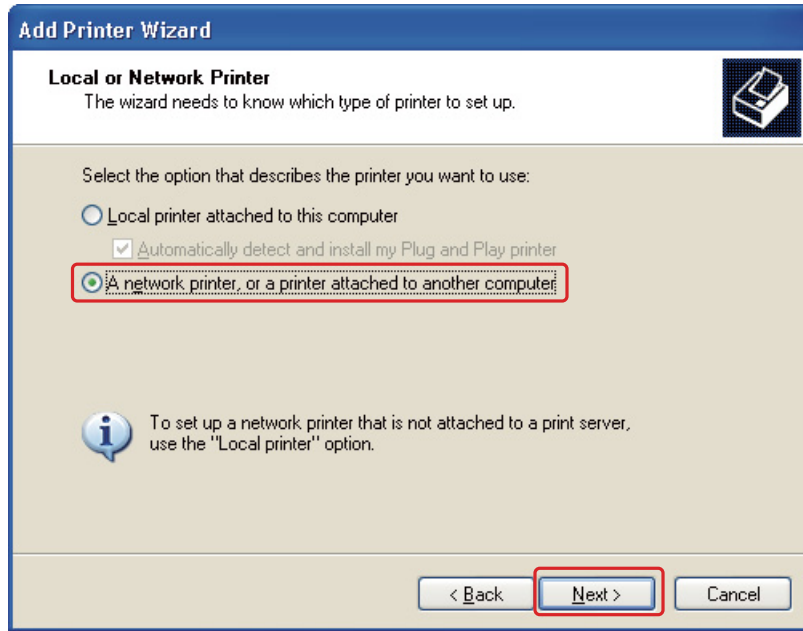 Add Printer Wizard
Local or Network Printer
The wizard needs to know which type of printer to set up.
Select the option that describes the printer you want to use:
Local printer attached to this computer
Automatically detect and install my Plug and Play printer
A network printer, or a printer attached to another computer
To set up a network printer that is not attached to a print server,
use the "Local printer" option.
< Back Next > Cancel